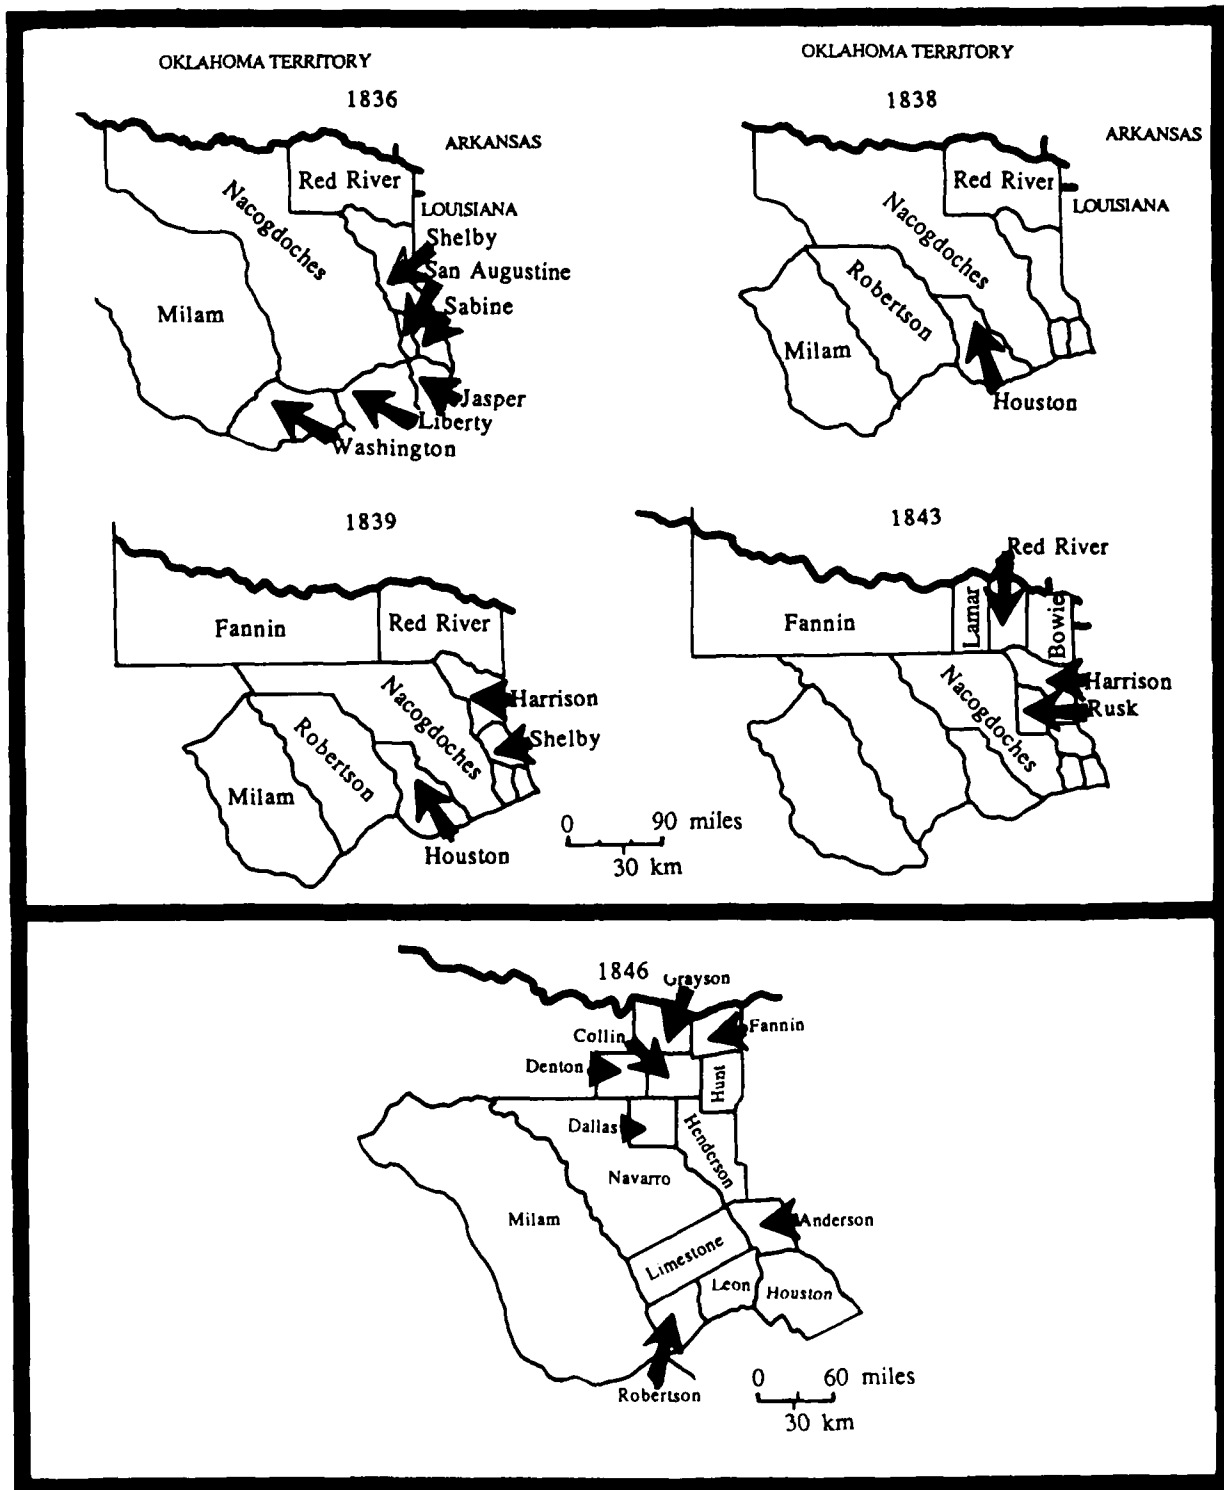 OKLAHOMA TERRITORY
1836
ARKANSAS
Red River
LOUISIANA
Nacogdoches
Shelby
San Augustine
Sabine
Milam
Jasper
Liberty
Washington
OKLAHOMA TERRITORY
1838
ARKANSAS
Red River
LOUISIANA
Nacogdoches
Robertson
Milam
Houston
1839
Fannin
Red River
Nacogdoches
Harrison
Shelby
Robertson
Milam
Houston
0 90 miles
30 km
1843
Red River
Fannin
Lamar
Bowie
Harrison
Rusk
Nacogdoches
1846
Grayson
Fannin
Collin
Denton
Hunt
Dallas
Henderson
Navarro
Milam
Anderson
Limestone
Leon
Houston
Robertson
0 60 miles
30 km